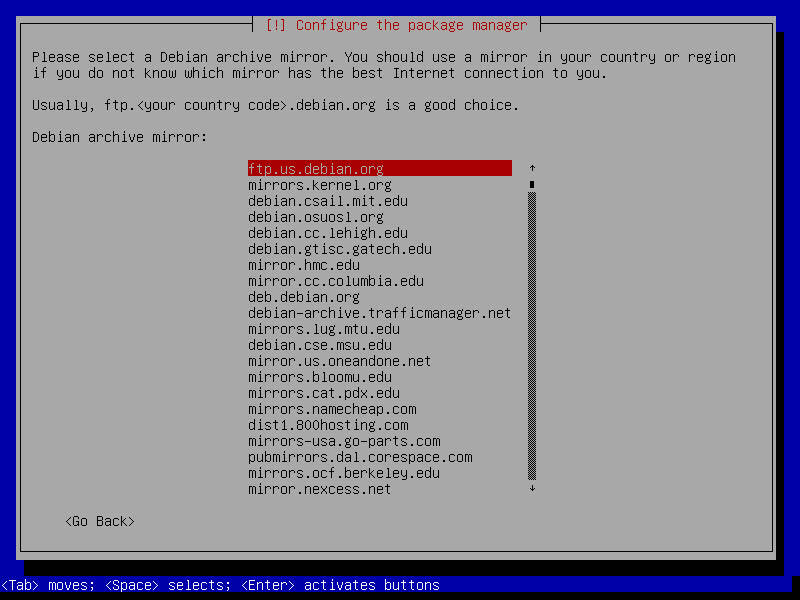 [!] Configure the package manager
Please select a Debian archive mirror. You should use a mirror in your country or region
if you do not know which mirror has the best Internet connection to you.
Usually, ftp.<your country code>.debian.org is a good choice.
Debian archive mirror:
ftp.us.debian.org
mirrors.kernel.org
debian.csail.mit.edu
debian.osuosl.org
debian.cc.lehigh.edu
debian.gtisc.gatech.edu
mirror.hmc.edu
mirror.cc.columbia.edu
deb.debian.org
debian-archive.trafficmanager.net
mirrors.lug.mtu.edu
debian.cse.msu.edu
mirror.us.oneandone.net
mirrors.bloomu.edu
mirrors.cat.pdx.edu
mirrors.namecheap.com
dist1.800hosting.com
mirrors-usa.go-parts.com
pubmirrors.dal.corespace.com
mirrors.ocf.berkeley.edu
mirror.nexcess.net
<Go Back>
<Tab> moves; <Space> selects; <Enter> activates buttons